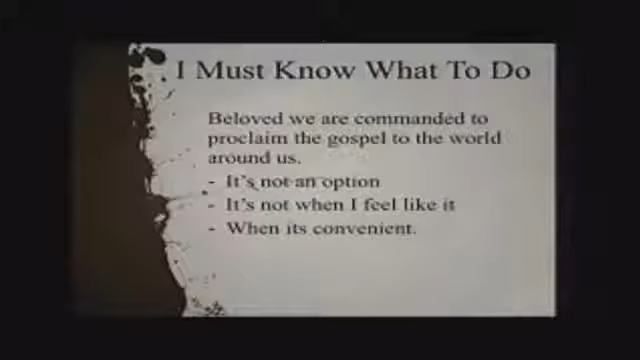 I Must Know What To Do
Beloved we are commanded to
proclaim the gospel to the world
around us.
- It's not an option
- It's not when I feel like it
- When its convenient.